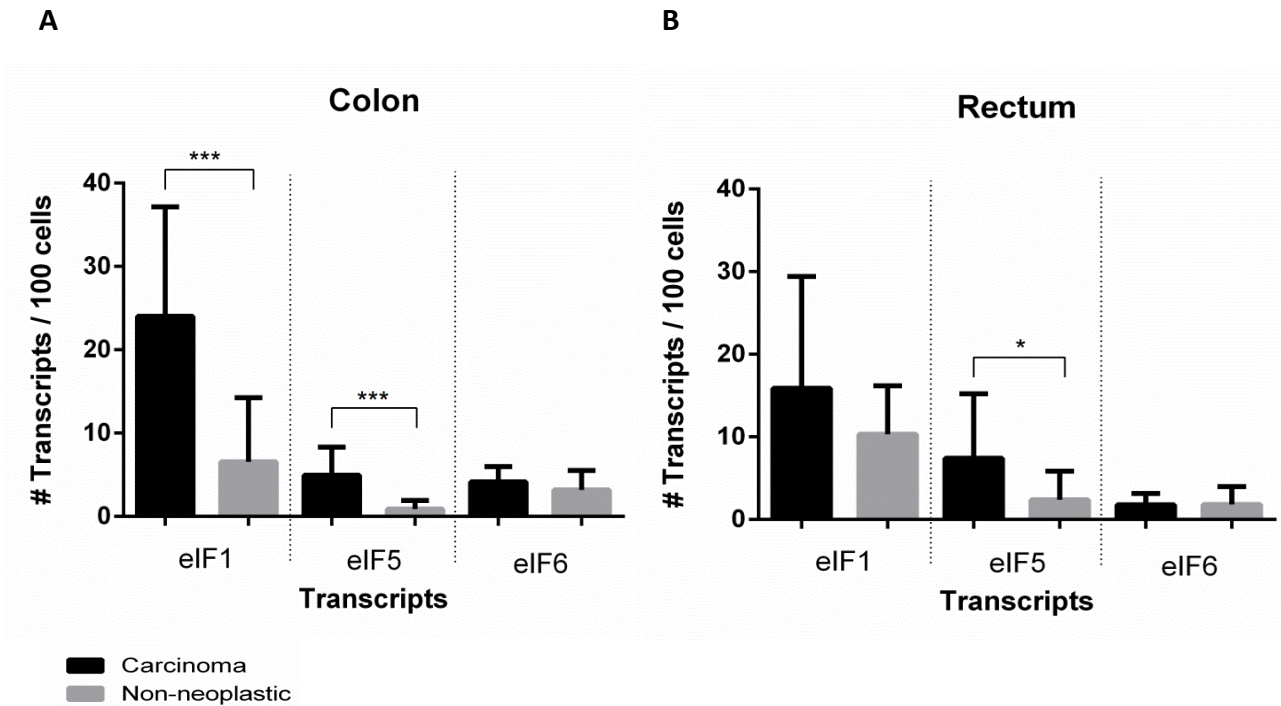 A
B
Colon
Rectum
# Transcripts / 100 cells
40
30
20
10
0
***
***
eIF1
eIF5
eIF6
Transcripts
# Transcripts / 100 cells
40
30
20
10
0
*
eIF1
eIF5
eIF6
Transcripts
Carcinoma
Non-neoplastic